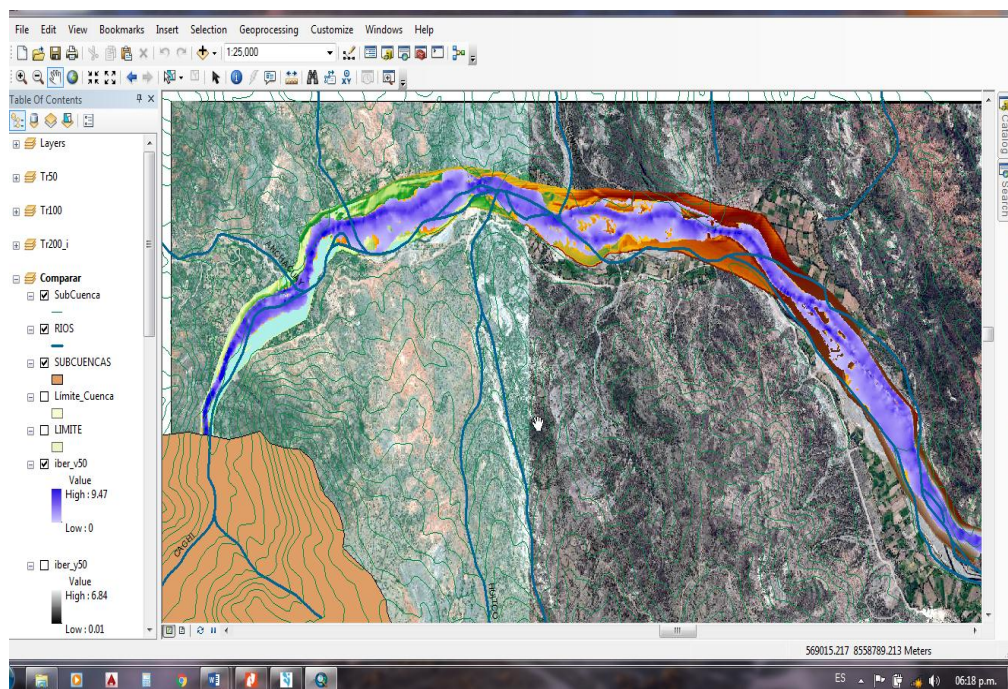 File Edit View Bookmarks Insert Selection Geoprocessing Customize Windows Help
1:25,000
Table Of Contents
Layers
Tr50
Tr100
Tr200_i
Comparar
SubCuenca
RIOS
SUBCUENCAS
Límite_Cuenca
LIMITE
iber_v50
Value
High : 9.47
Low : 0
iber_y50
Value
High : 6.84
Low : 0.01
CACHI
Catalog
Search
569015.217 8558789.213 Meters
ES
06:18 p.m.